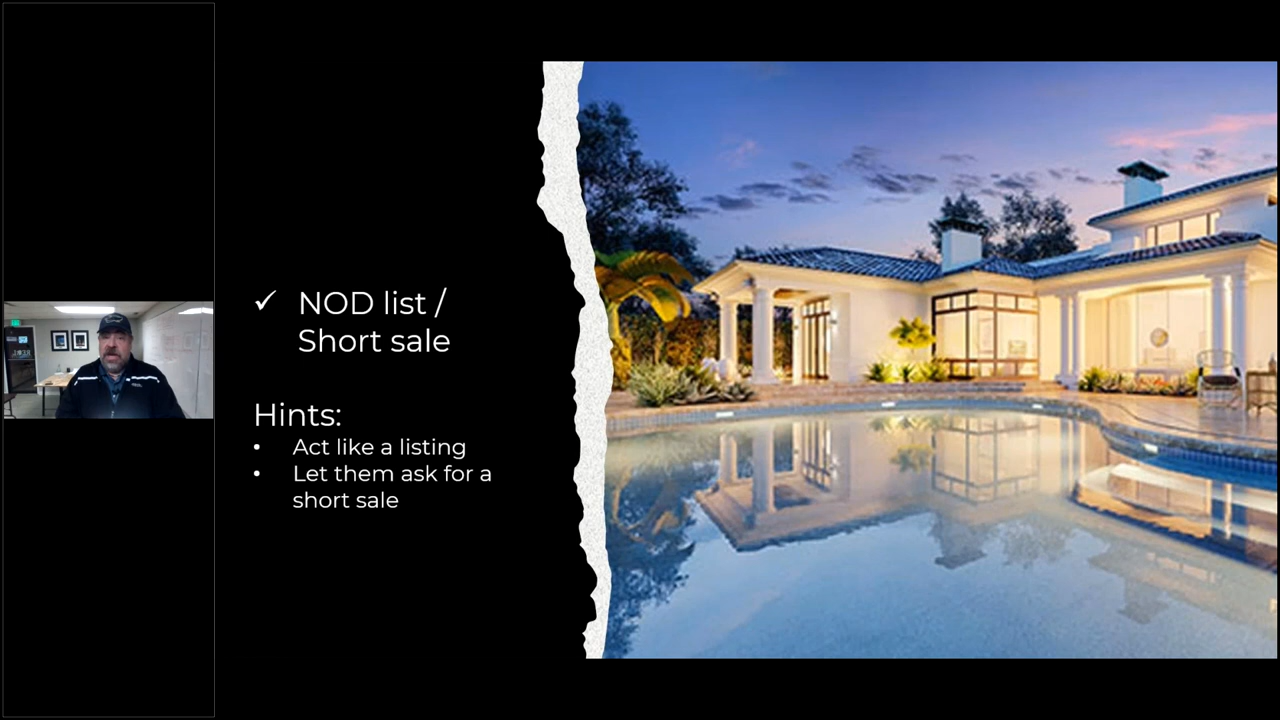 NOD list /
Short sale
Hints:
Act like a listing
Let them ask for a
short sale